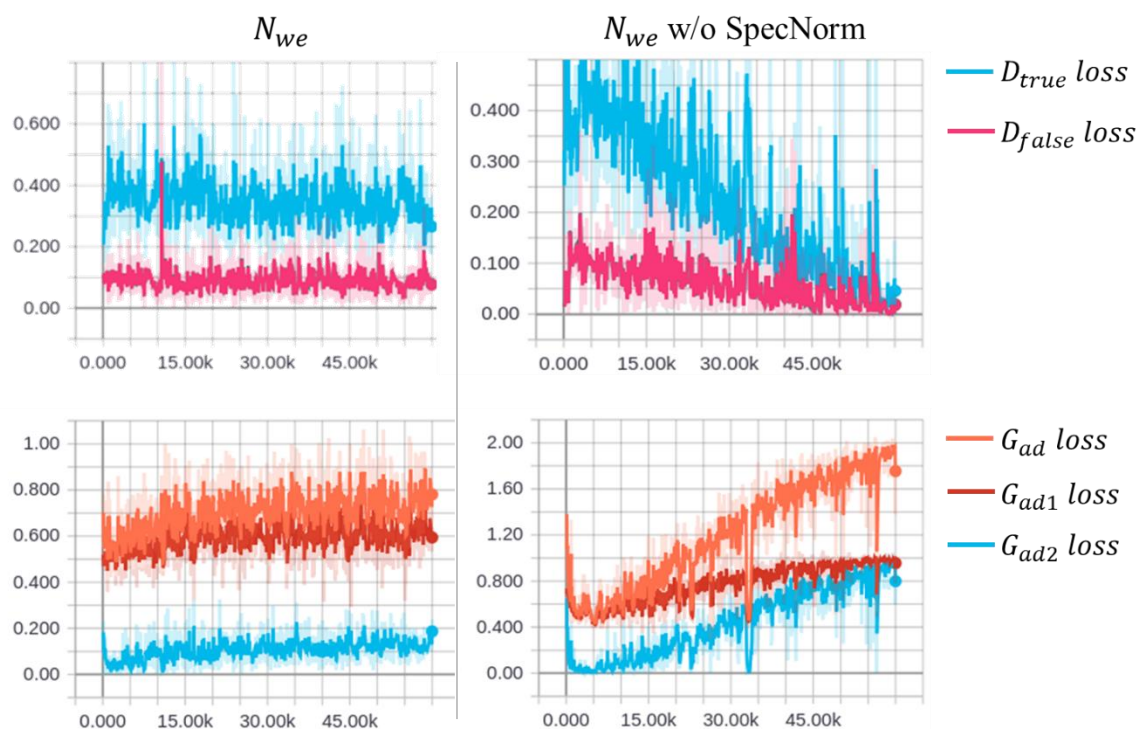 N_we
N_we w/o SpecNorm
0.600
0.400
0.200
0.00
0.000 15.00k 30.00k 45.00k
0.400
0.300
0.200
0.100
0.00
0.000 15.00k 30.00k 45.00k
D_true loss
D_false loss
1.00
0.800
0.600
0.400
0.200
0.00
0.000 15.00k 30.00k 45.00k
2.00
1.60
1.20
0.800
0.400
0.00
0.000 15.00k 30.00k 45.00k
G_ad loss
G_ad1 loss
G_ad2 loss